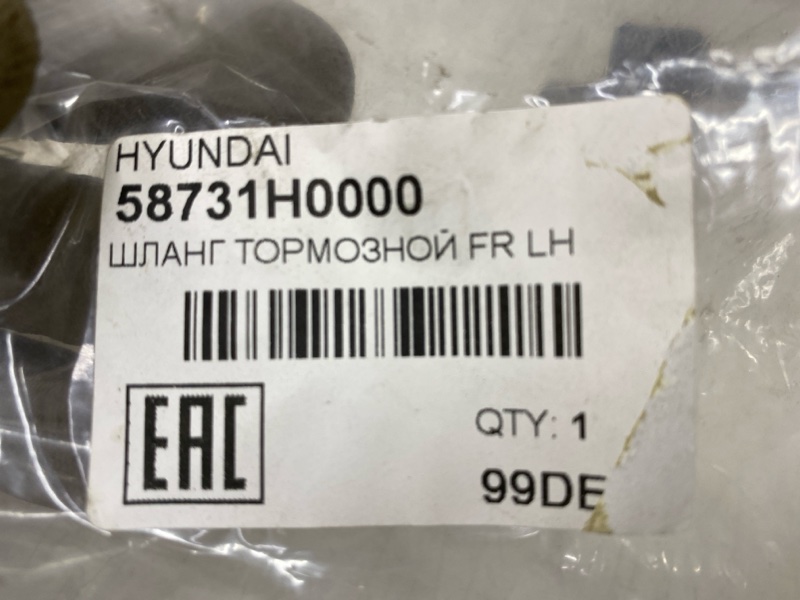 HYUNDAI
58731H0000
ШЛАНГ ТОРМОЗНОЙ FR LH
EAC
QTY: 1
99DE